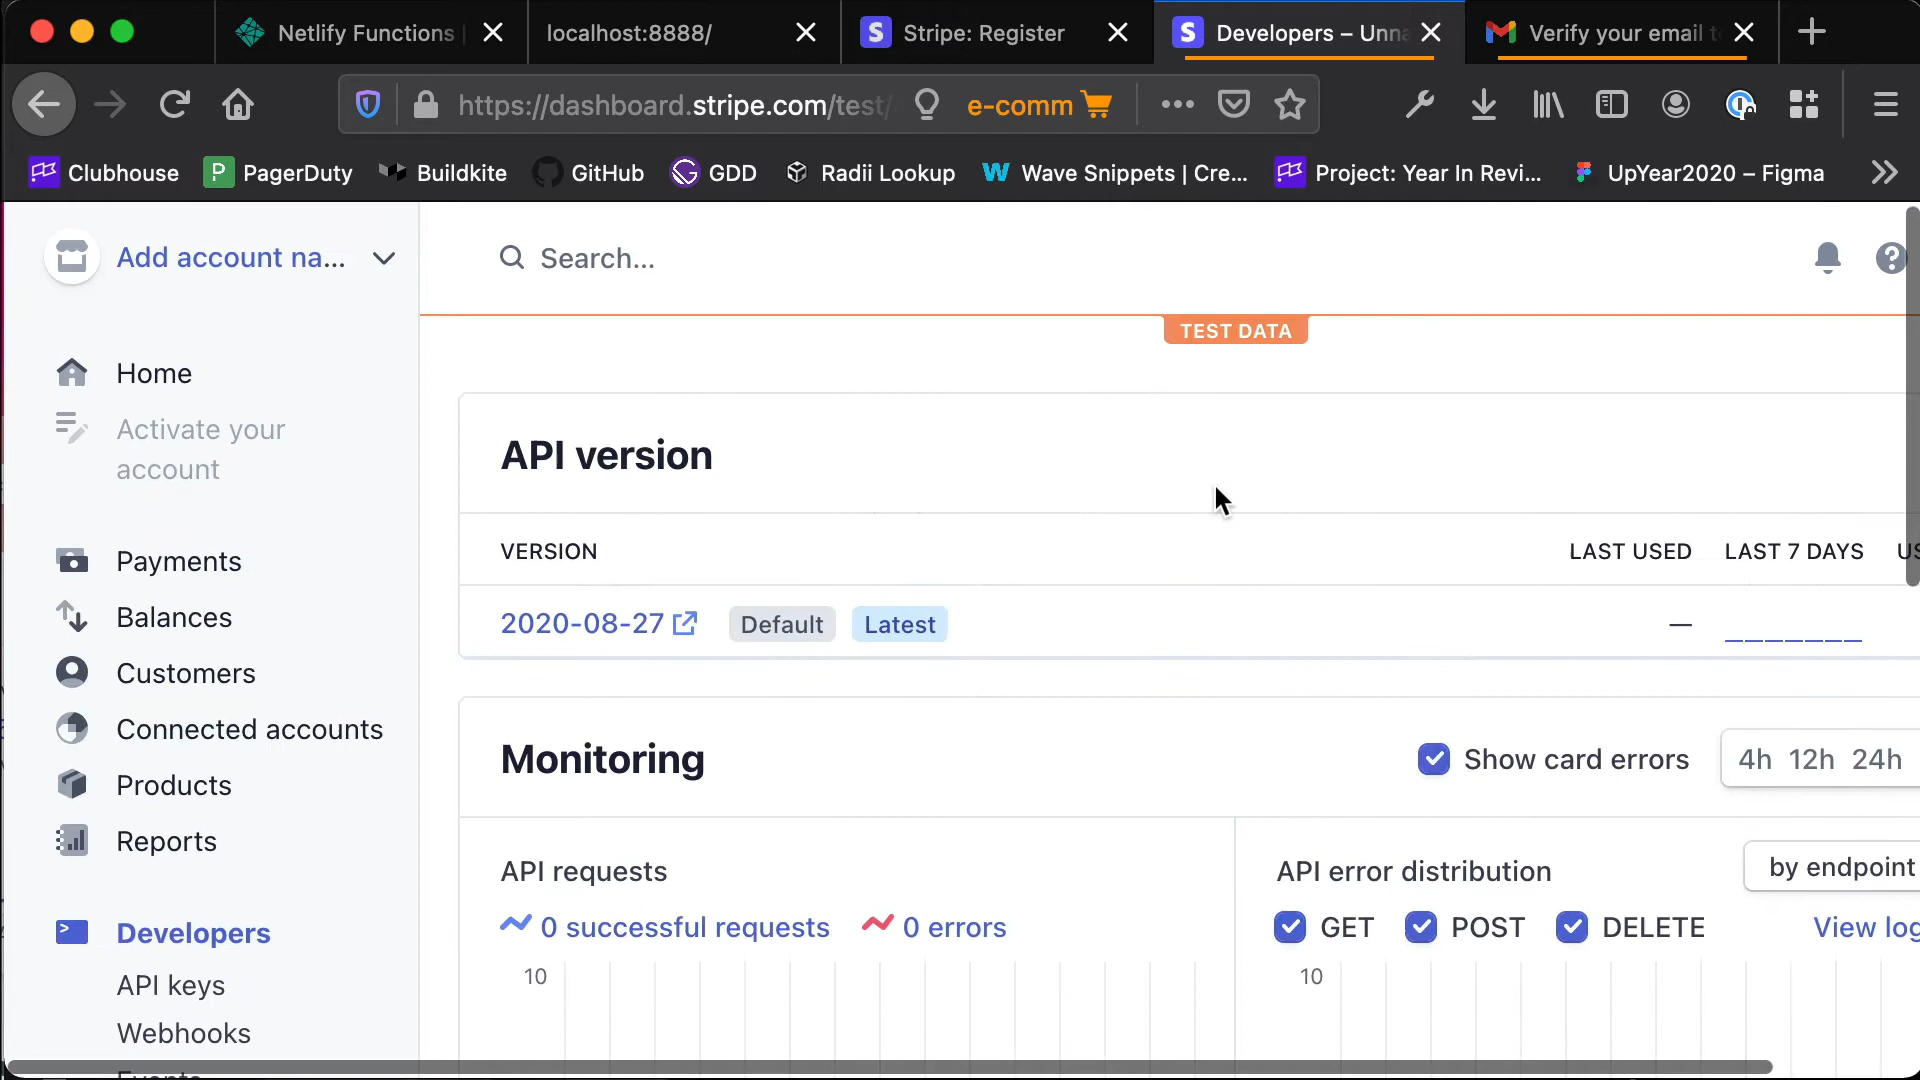 Netlify Functions
localhost:8888/
Stripe: Register
Developers – Unna
Verify your email t
https://dashboard.stripe.com/test/
e-comm
Clubhouse
PagerDuty
Buildkite
GitHub
GDD
Radii Lookup
Wave Snippets | Cre...
Project: Year In Revi...
UpYear2020 – Figma
Add account na...
Search...
TEST DATA
Home
Activate your
account
Payments
Balances
Customers
Connected accounts
Products
Reports
Developers
API keys
Webhooks
Events
API version
VERSION
LAST USED
LAST 7 DAYS
US
2020-08-27
Default
Latest
—
Monitoring
Show card errors
4h 12h 24h
API requests
0 successful requests
0 errors
10
API error distribution
by endpoint
GET
POST
DELETE
View log
10